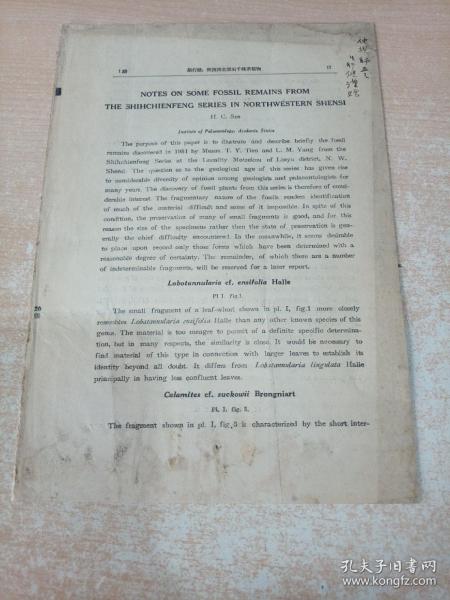 1期
17
NOTES ON SOME FOSSIL REMAINS FROM
THE SHIHCHIENFENG SERIES IN NORTHWESTERN SHENSI
H. C. Sze
Institute of Palaeontology, Academia Sinica
The purpose of this paper is to illustrate and describe briefly the fossil
remains discovered in 1951 by Messrs. T. Y. Tien and L. M. Yang from the
Shihchienfeng Series at the Locality of Linyu district, N. W.
Shensi. The question as to the geological age of this series has given rise
to considerable diversity of opinion among geologists and palaeontologists for
many years. The discovery of fossil plants from this series is therefore of consi-
derable interest. The fragmentary nature of the fossils renders identification
of much of the material difficult and some of it impossible. In spite of this
condition, the preservation of many of small fragments is good, and for this
reason the size of the specimens rather then the state of preservation is gen-
erally the chief difficulty encountered. In the meanwhile, it seems desirable
to place upon record only those forms which have been determined with a
reasonable degree of certainty. The remainder, of which there are a number
of indeterminable fragments, will be reserved for a later report.
Lobatannularia cf. ensifolia Halle
Pl I. fig.1.
The small fragment of a leaf-whorl shown in pl. I, fig.1 more closely
resembles Lobatannularia ensifolia Halle than any other known species of this
genus. The material is too meagre to permit of a definite specific determina-
tion, but in many respects, the similarity is close. It would be necessary to
find material of this type in connection with larger leaves to establish its
identity beyond all doubt. It differs from Lobatannularia lingulata Halle
principally in having less confluent leaves.
Calamites cf. suckowii Brongniart
Pl. I, fig. 5.
The fragment shown in pl. I, fig.5 is characterized by the short inter-
孔夫子旧书网
www.kongfz.com